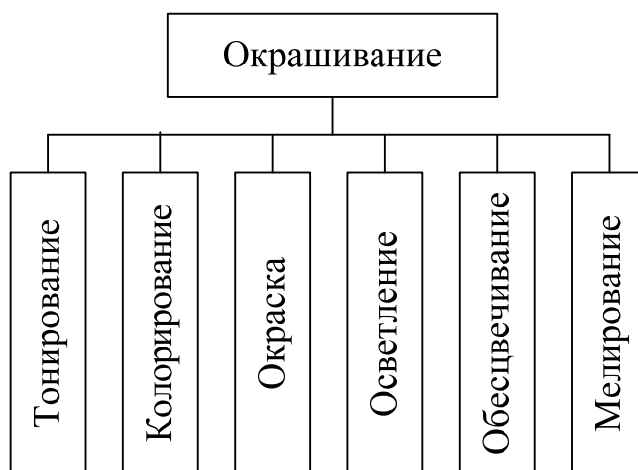 Окрашивание
Тонирование
Колорирование
Окраска
Осветление
Обесцвечивание
Мелирование